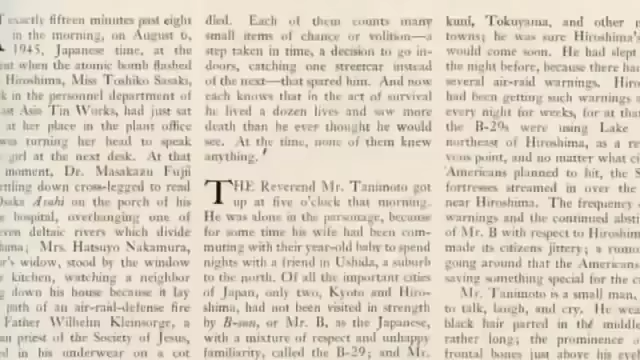 T exactly fifteen minutes past eight
in the morning, on August 6,
1945, Japanese time, at the
when the atomic bomb flashed
Hiroshima, Miss Toshiko Sasaki,
k in the personnel department of
ast Asia Tin Works, had just sat
at her place in the plant office
was turning her head to speak
girl at the next desk. At that
moment, Dr. Masakazu Fujii
ettling down cross-legged to read
Osaka Asahi on the porch of his
hospital, overhanging one of
even deltaic rivers which divide
hima; Mrs. Hatsuyo Nakamura,
or's widow, stood by the window
kitchen, watching a neighbor
g down his house because it lay
path of an air-raid-defense fire
Father Wilhelm Kleinsorge, a
an priest of the Society of Jesus,
d in his underwear on a cot
died. Each of them counts many
small items of chance or volition—a
step taken in time, a decision to go in-
doors, catching one streetcar instead
of the next—that spared him. And now
each knows that in the act of survival
he lived a dozen lives and saw more
death than he ever thought he would
see. At the time, none of them knew
anything.
THE Reverend Mr. Tanimoto got
up at five o'clock that morning.
He was alone in the parsonage, because
for some time his wife had been com-
muting with their year-old baby to spend
nights with a friend in Ushida, a suburb
to the north. Of all the important cities
of Japan, only two, Kyoto and Hiro-
shima, had not been visited in strength
by B-san, or Mr. B, as the Japanese,
with a mixture of respect and unhappy
familiarity, called the B-29; and Mr.
kuni, Tokuyama, and other n
towns; he was sure Hiroshima's
would come soon. He had slept
the night before, because there had
several air-raid warnings. Hiro
had been getting such warnings
every night for weeks, for at that
the B-29s were using Lake
northeast of Hiroshima, as a re
vous point, and no matter what ci
Americans planned to hit, the S
fortresses streamed in over the
near Hiroshima. The frequency
warnings and the continued abst
of Mr. B with respect to Hiroshim
made its citizens jittery; a rumo
going around that the American
saving something special for the c
Mr. Tanimoto is a small man,
to talk, laugh, and cry. He wea
black hair parted in the middle
rather long; the prominence o
frontal bones just above his e